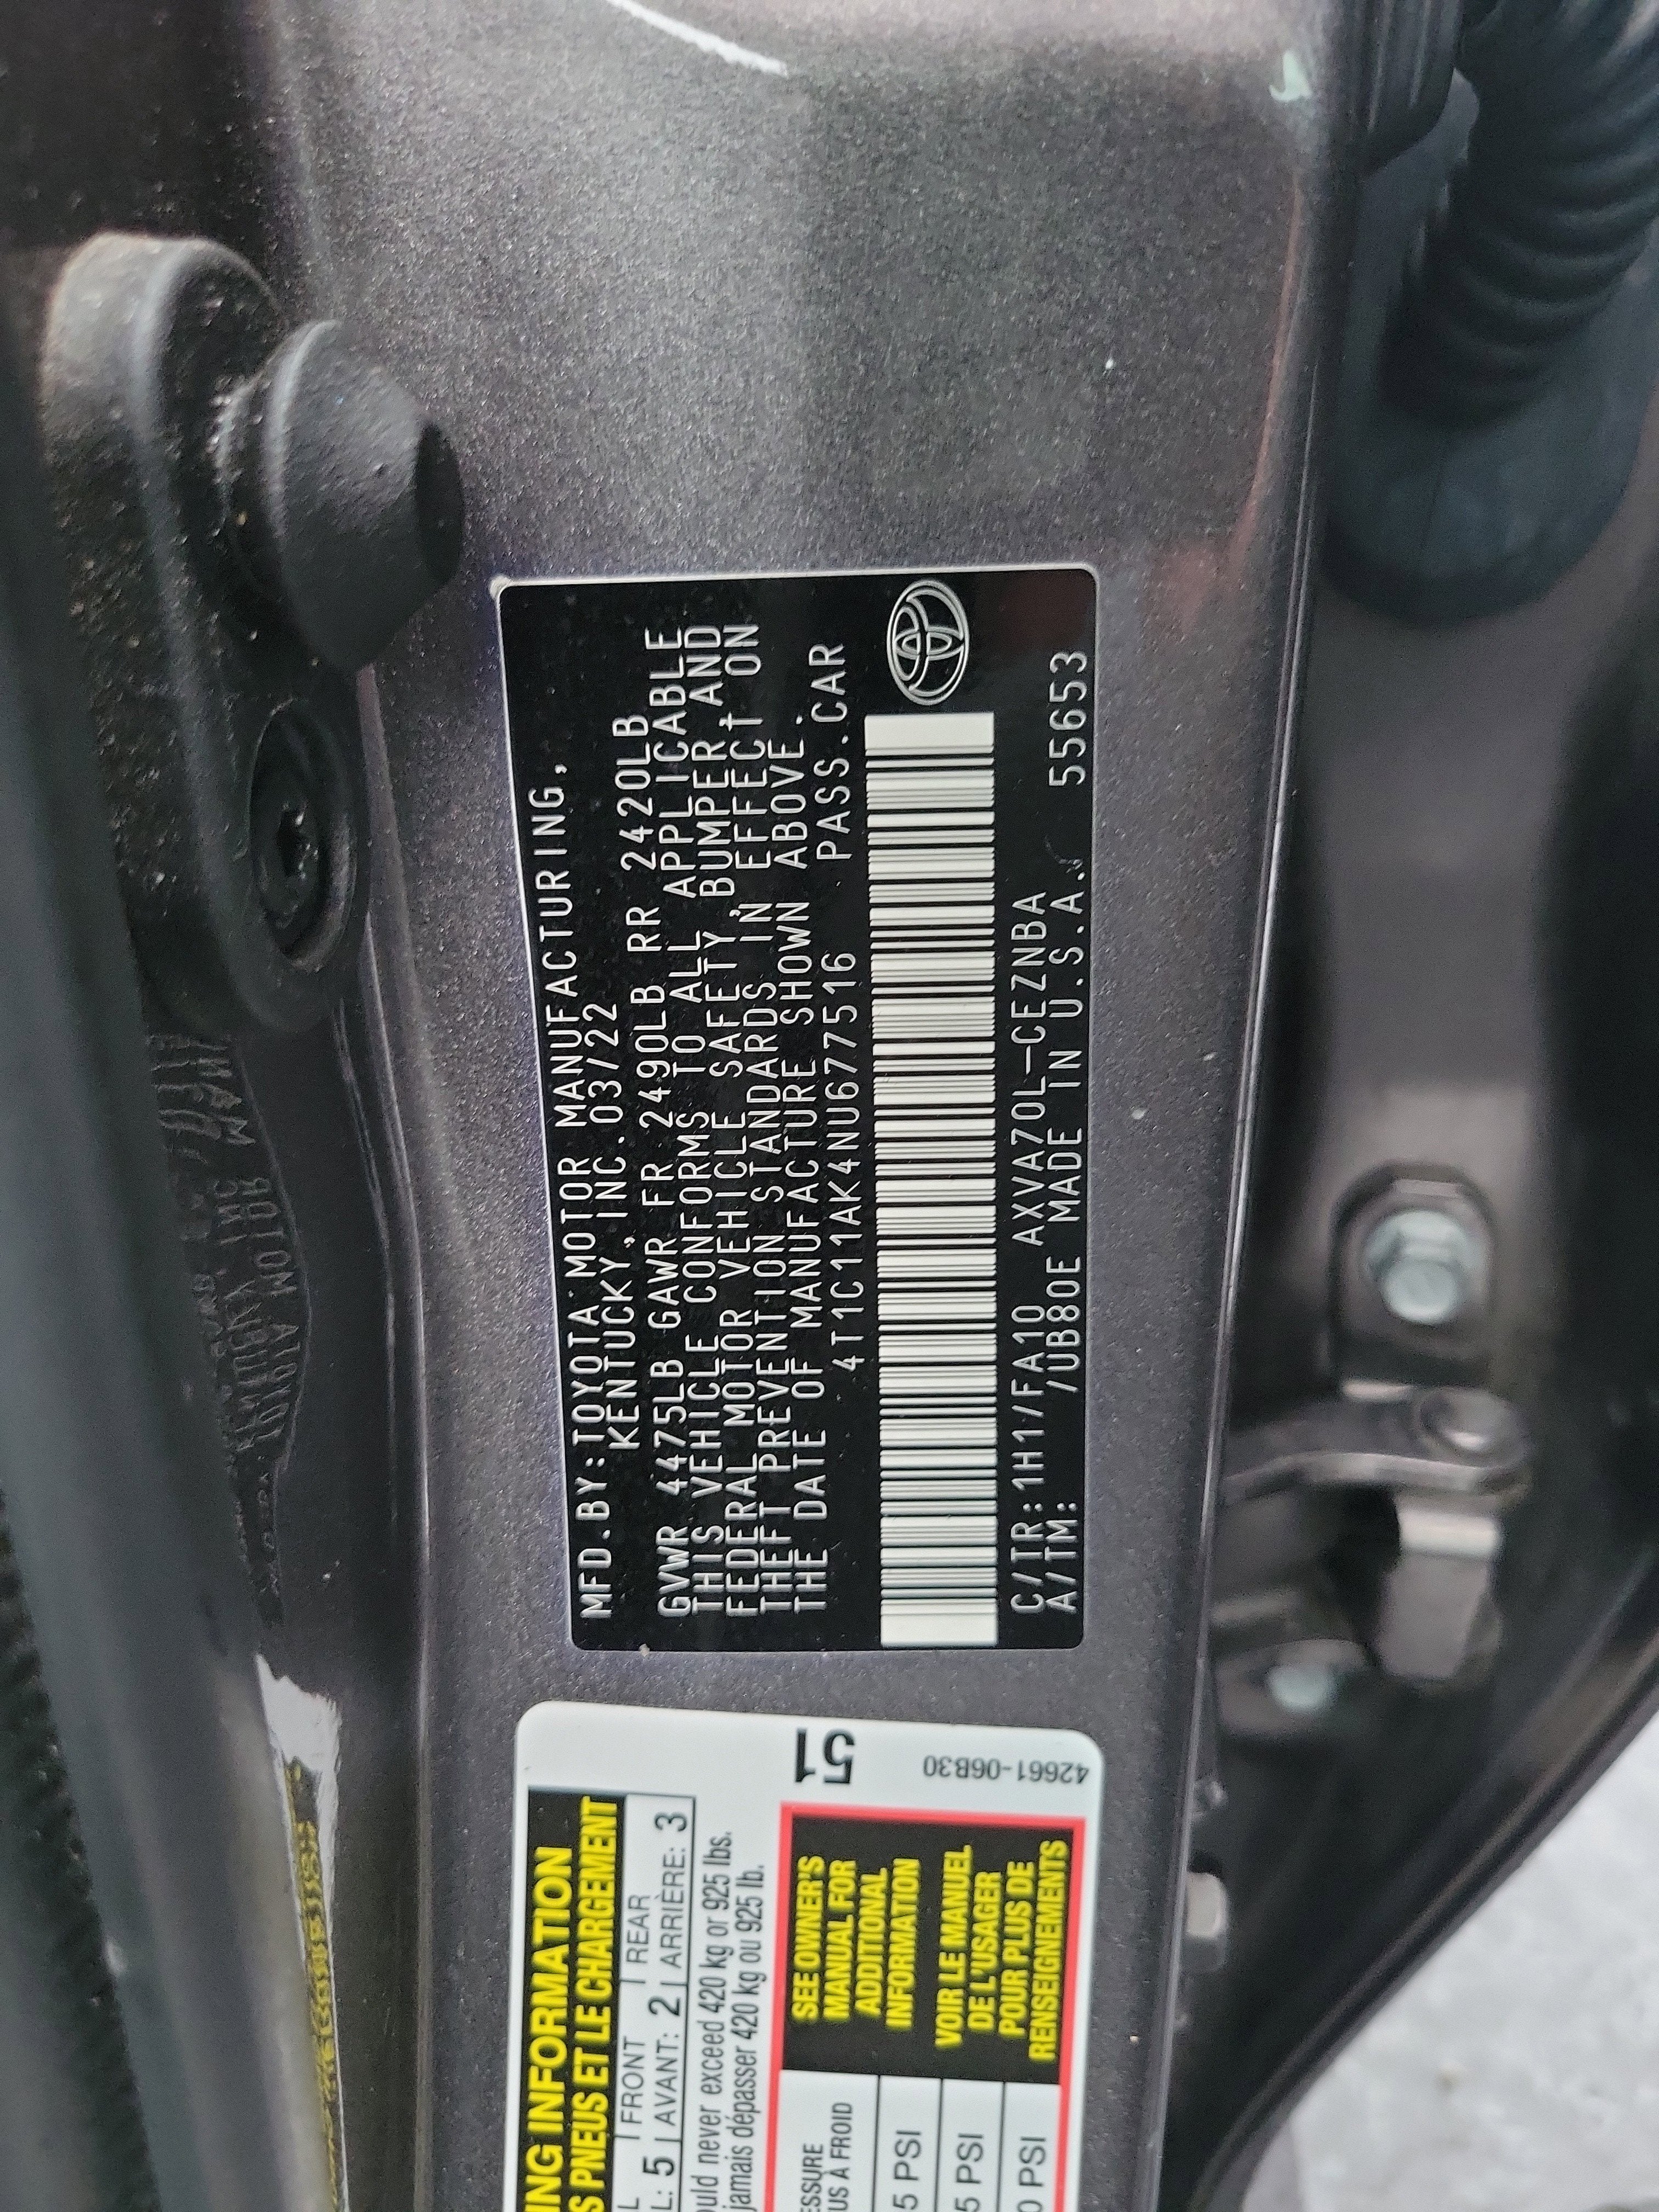 MFD.BY:TOYOTA MOTOR MANUFACTURING,
KENTUCKY,INC.03/22
GVWR 4475LB GAWR FR 2490LB RR 2420LB
THIS VEHICLE CONFORMS TO ALL APPLICABLE
FEDERAL MOTOR VEHICLE SAFETY,BUMPER,AND
THEFT PREVENTION STANDARDS IN EFFECT ON
THE DATE OF MANUFACTURE SHOWN ABOVE.
4T1C11AK4NU677516 PASS.CAR
C/TR:1H1/FA10 AXVA70L-CEZNBA
A/TM: /UB80E MADE IN U.S.A. 55653
INFORMATION
PNEUS ET LE CHARGEMENT
FRONT REAR
5 AVANT: 2 ARRIÈRE: 3
never exceed 420 kg or 925 lbs.
jamais dépasser 420 kg ou 925 lb.
51
42661-06B30
SEE OWNER'S
MANUAL FOR
ADDITIONAL
INFORMATION
VOIR LE MANUEL
DE L'USAGER
POUR PLUS DE
RENSEIGNEMENTS
À FROID
PSI
PSI
PSI